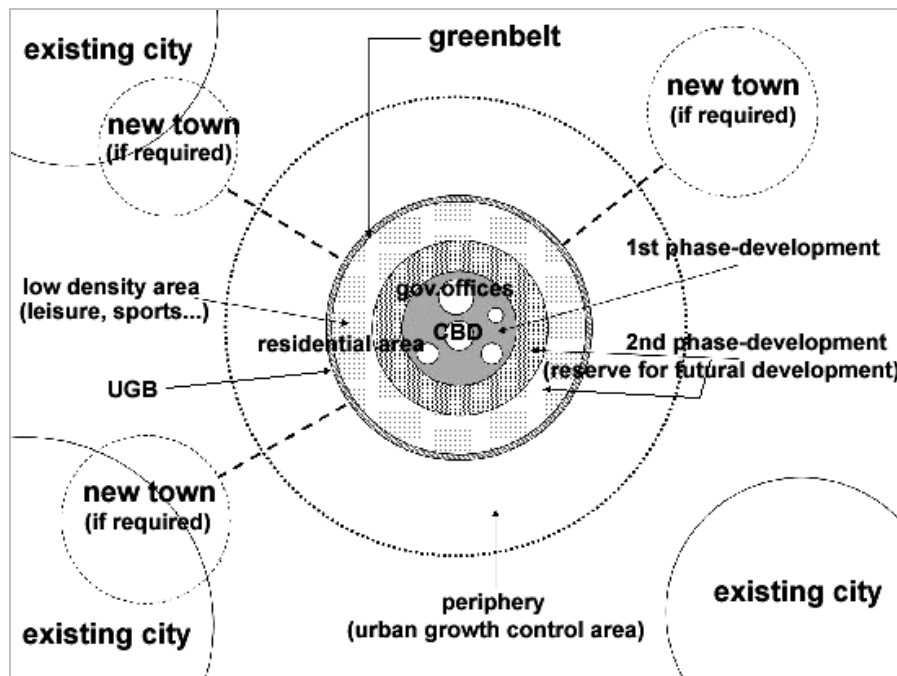 existing city
greenbelt
new town
(if required)
new town
(if required)
1st phase-development
low density area
(leisure, sports...)
gov.offices
CBD
residential area
2nd phase-development
(reserve for futural development)
UGB
new town
(if required)
periphery
(urban growth control area)
existing city
existing city